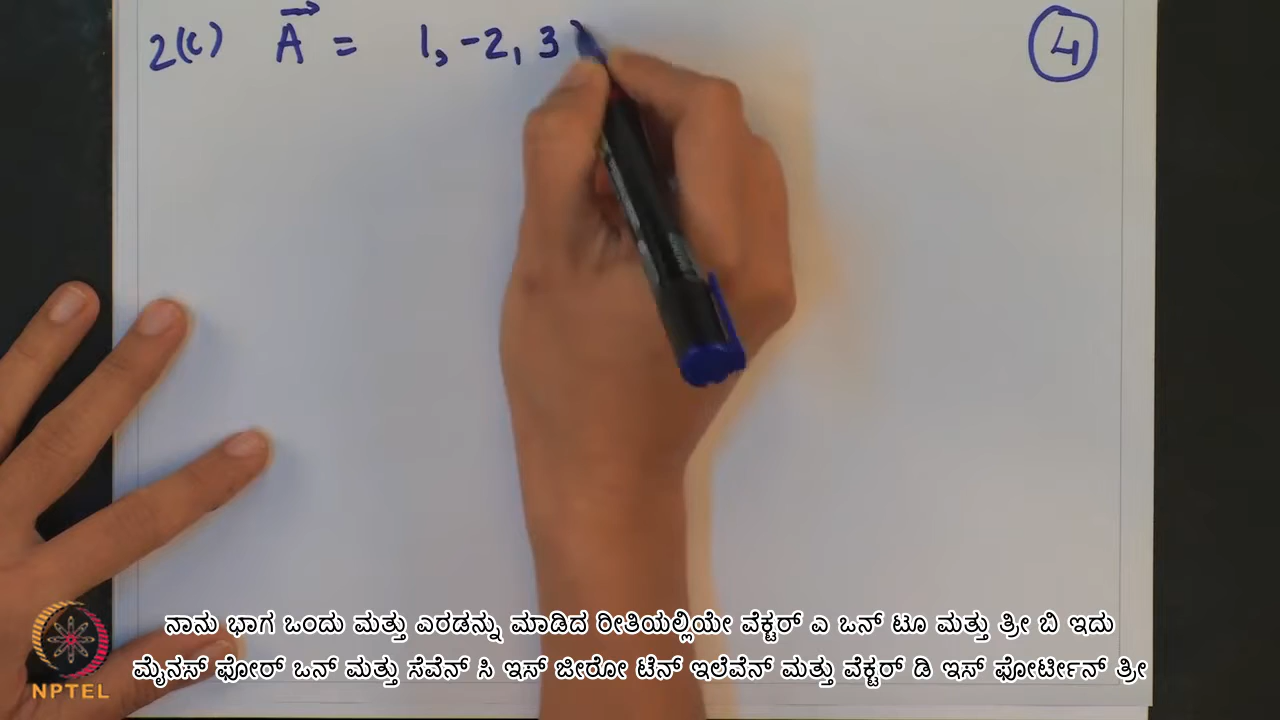 2(c) A⃗ = 1, -2, 3 4
ನಾನು ಭಾಗ ಒಂದು ಮತ್ತು ಎರಡನ್ನು ಮಾಡಿದ ರೀತಿಯಲ್ಲಿಯೇ ವೆಕ್ಟರ್ ಎ ಒನ್ ಟೂ ಮತ್ತು ತ್ರೀ ಬಿ ಇದು
ಮೈನಸ್ ಫೋರ್ ಒನ್ ಮತ್ತು ಸೆವೆನ್ ಸಿ ಇಸ್ ಜೀರೋ ಟೆನ್ ಇಲೆವೆನ್ ಮತ್ತು ವೆಕ್ಟರ್ ಡಿ ಇಸ್ ಫೋರ್ಟೀನ್ ತ್ರೀ
NPTEL